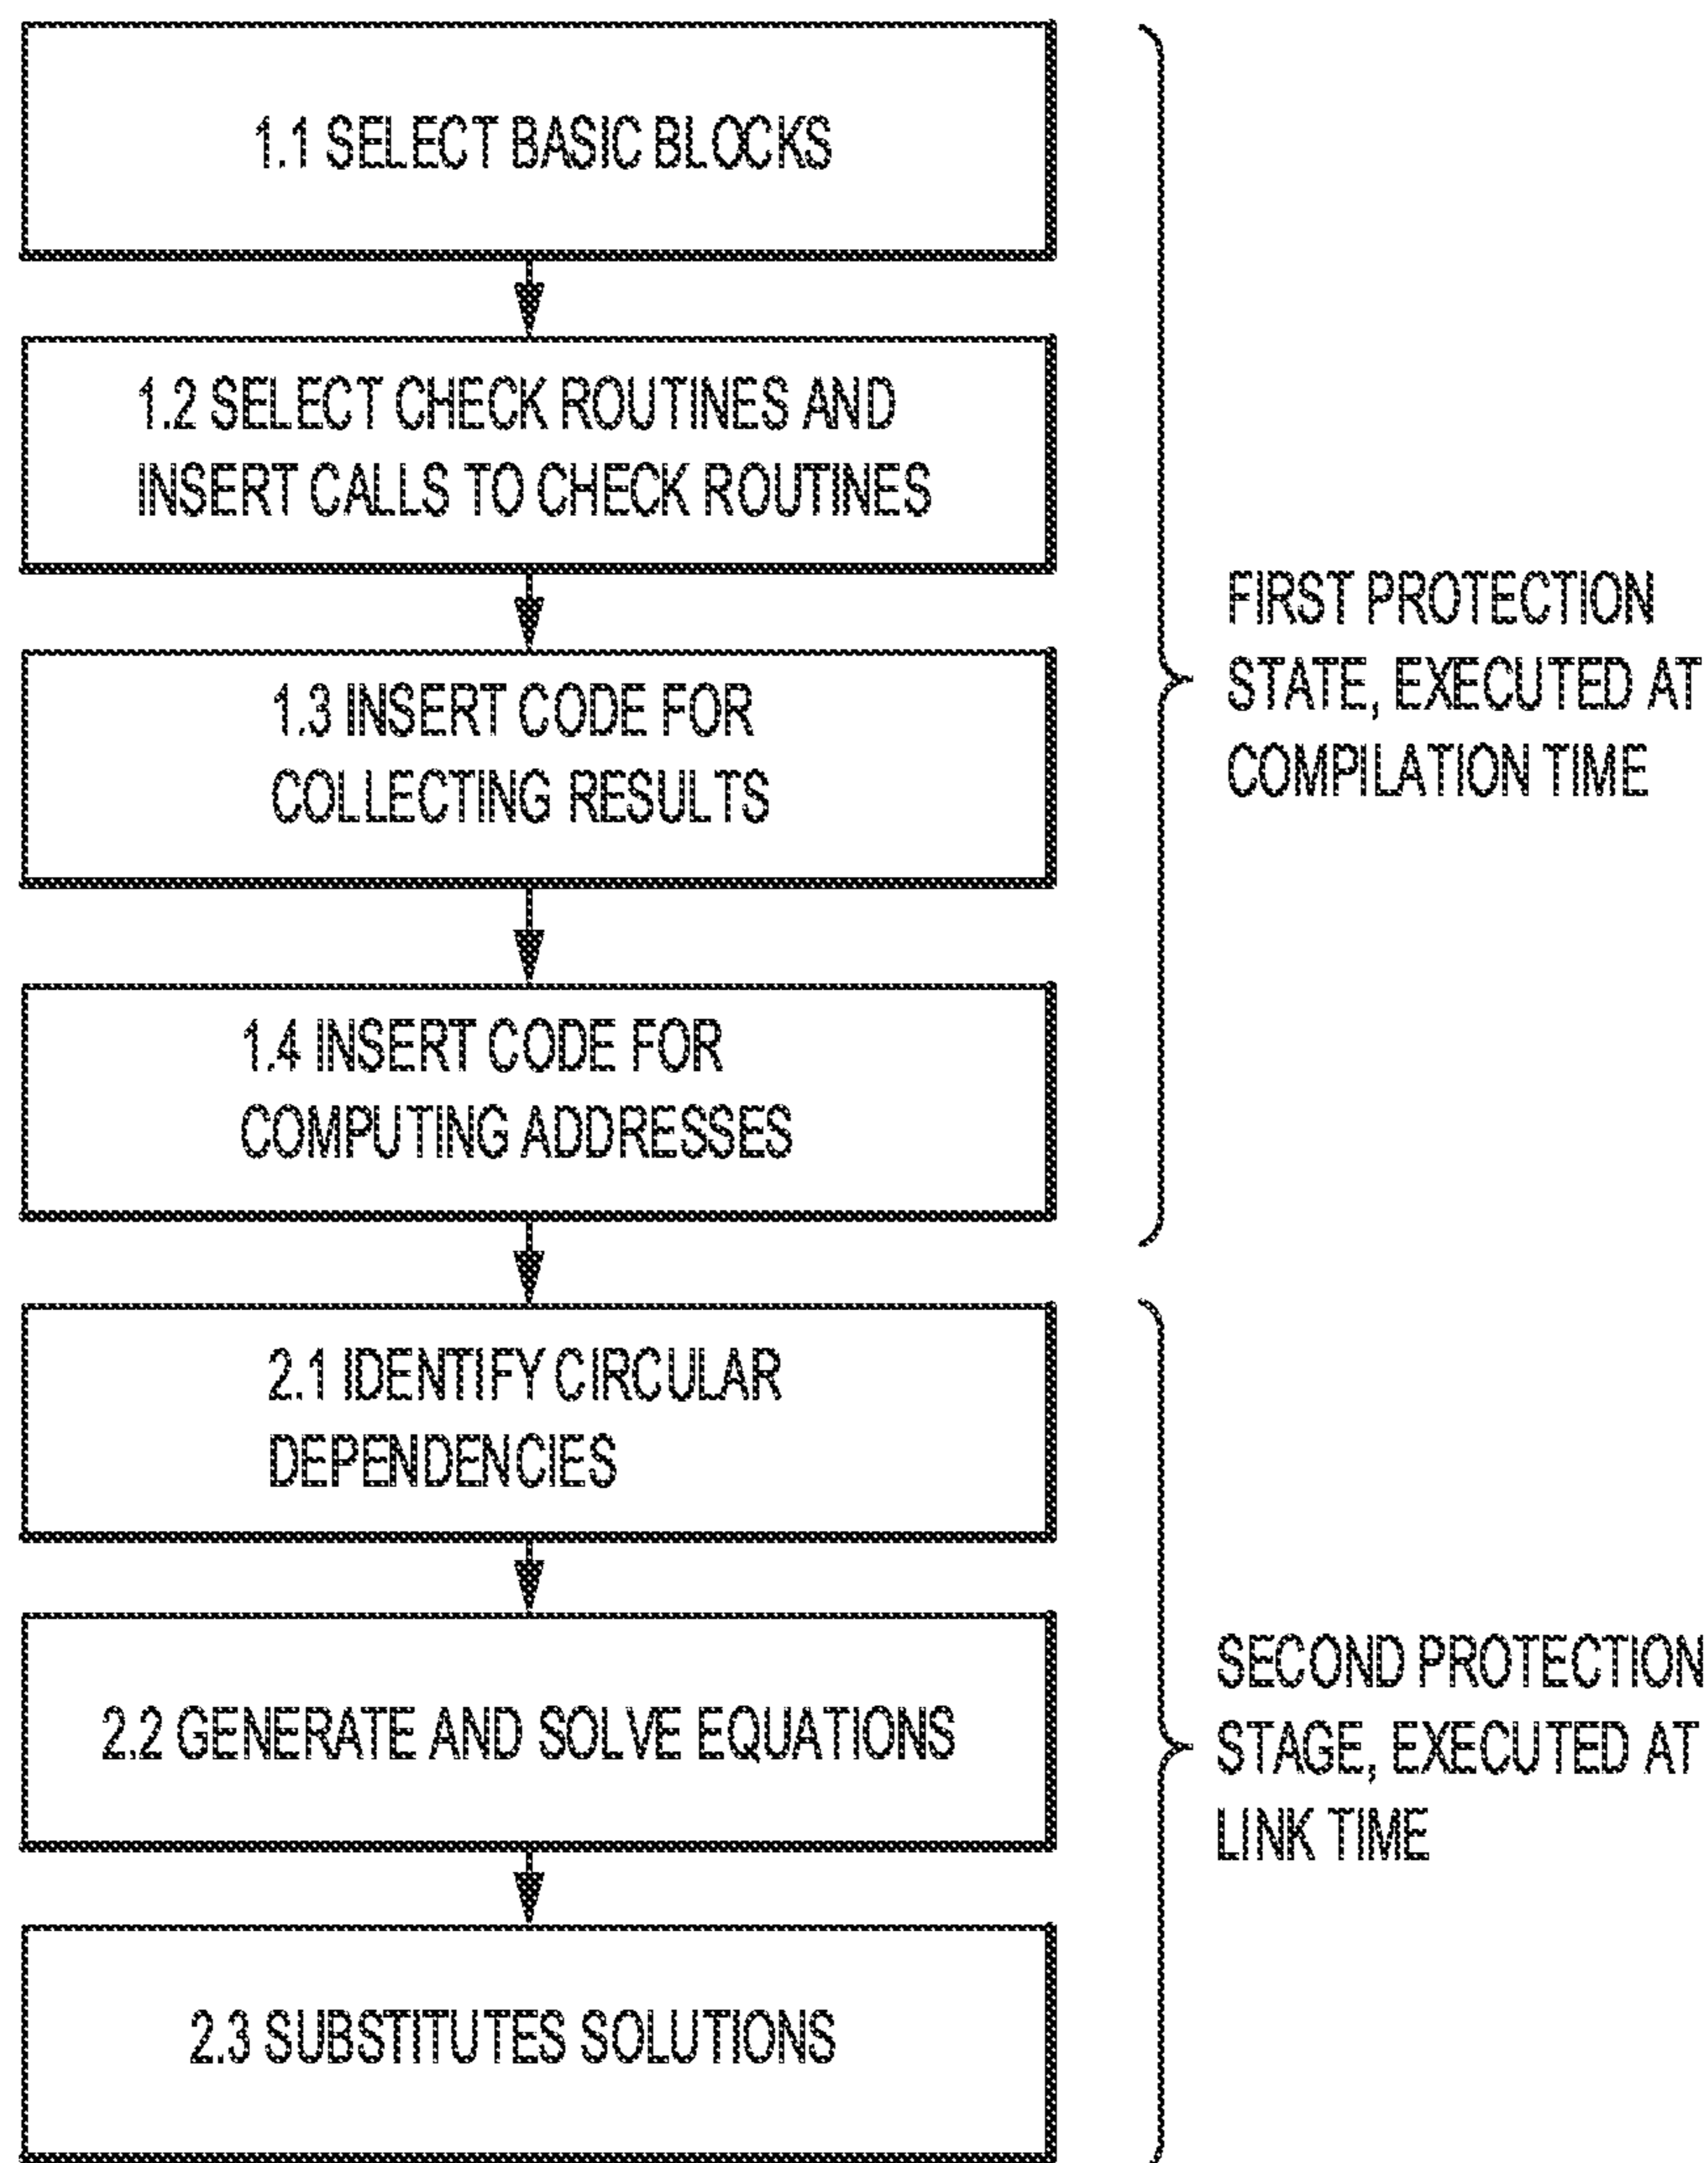 1.1 SELECT BASIC BLOCKS
1.2 SELECT CHECK ROUTINES AND
INSERT CALLS TO CHECK ROUTINES
1.3 INSERT CODE FOR
COLLECTING RESULTS
1.4 INSERT CODE FOR
COMPUTING ADDRESSES
FIRST PROTECTION
STATE, EXECUTED AT
COMPILATION TIME
2.1 IDENTIFY CIRCULAR
DEPENDENCIES
2.2 GENERATE AND SOLVE EQUATIONS
2.3 SUBSTITUTES SOLUTIONS
SECOND PROTECTION
STAGE, EXECUTED AT
LINK TIME